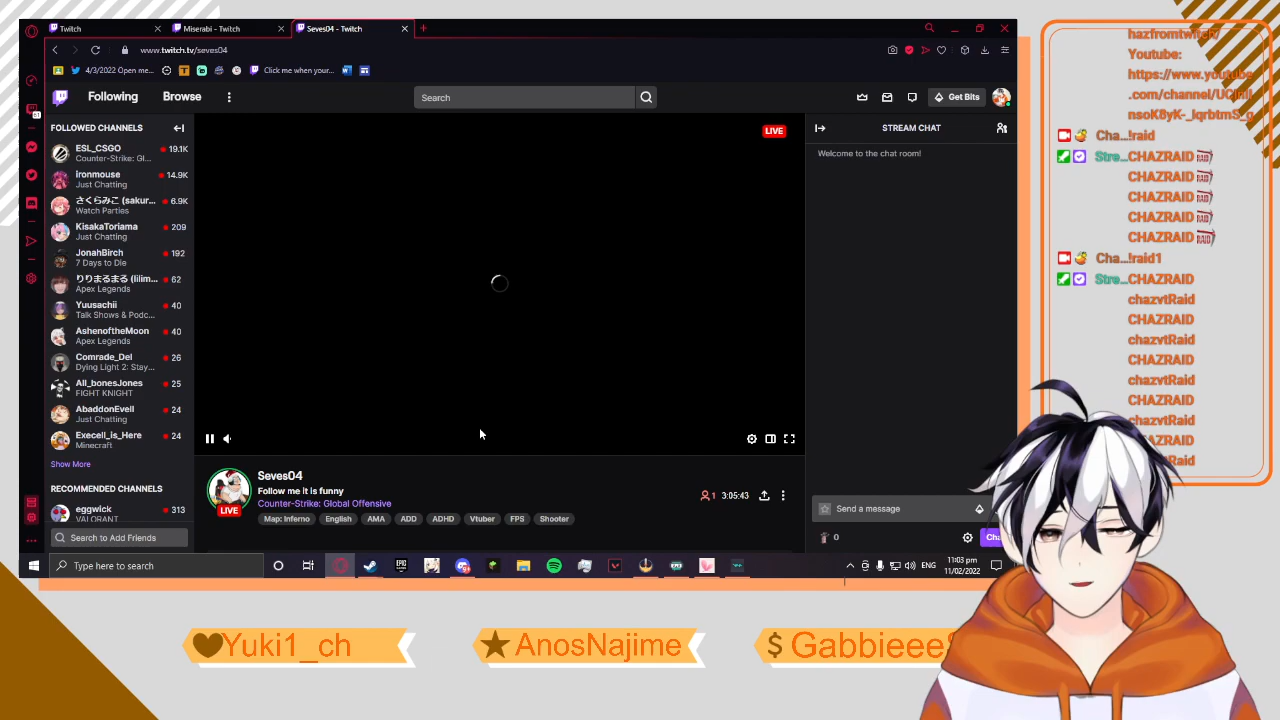 Twitch
Miserabi - Twitch
Seves04 - Twitch
www.twitch.tv/seves04
4/3/2022 Open me...
Click me when your...
Following
Browse
Search
Get Bits
FOLLOWED CHANNELS
ESL_CSGO
19.1K
Counter-Strike: Gl...
ironmouse
14.9K
Just Chatting
さくらみこ (sakur...
6.9K
Watch Parties
KisakaToriama
209
Just Chatting
JonahBirch
192
7 Days to Die
りりまるまる (lilim...
62
Apex Legends
Yuusachii
40
Talk Shows & Podc...
AshenoftheMoon
40
Apex Legends
Comrade_Del
26
Dying Light 2: Stay...
All_bonesJones
25
FIGHT KNIGHT
AbaddonEvell
24
Just Chatting
Execell_is_Here
24
Minecraft
Show More
RECOMMENDED CHANNELS
eggwick
313
VALORANT
Search to Add Friends
LIVE
Seves04
Follow me it is funny
Counter-Strike: Global Offensive
LIVE
Map: Inferno English AMA ADD ADHD Vtuber FPS Shooter
1 3:05:43
STREAM CHAT
Welcome to the chat room!
Send a message
0
Type here to search
ENG
11:03 pm
11/02/2022
hazfromtwitch/
Youtube:
https://www.youtube
Cha...!raid
Stre...CHAZRAID
CHAZRAID
CHAZRAID
CHAZRAID
CHAZRAID
Cha...!raid1
Stre...CHAZRAID
chazvtRaid
CHAZRAID
chazvtRaid
CHAZRAID
chazvtRaid
CHAZRAID
chazvtRaid
Yuki1_ch
AnosNajime
$